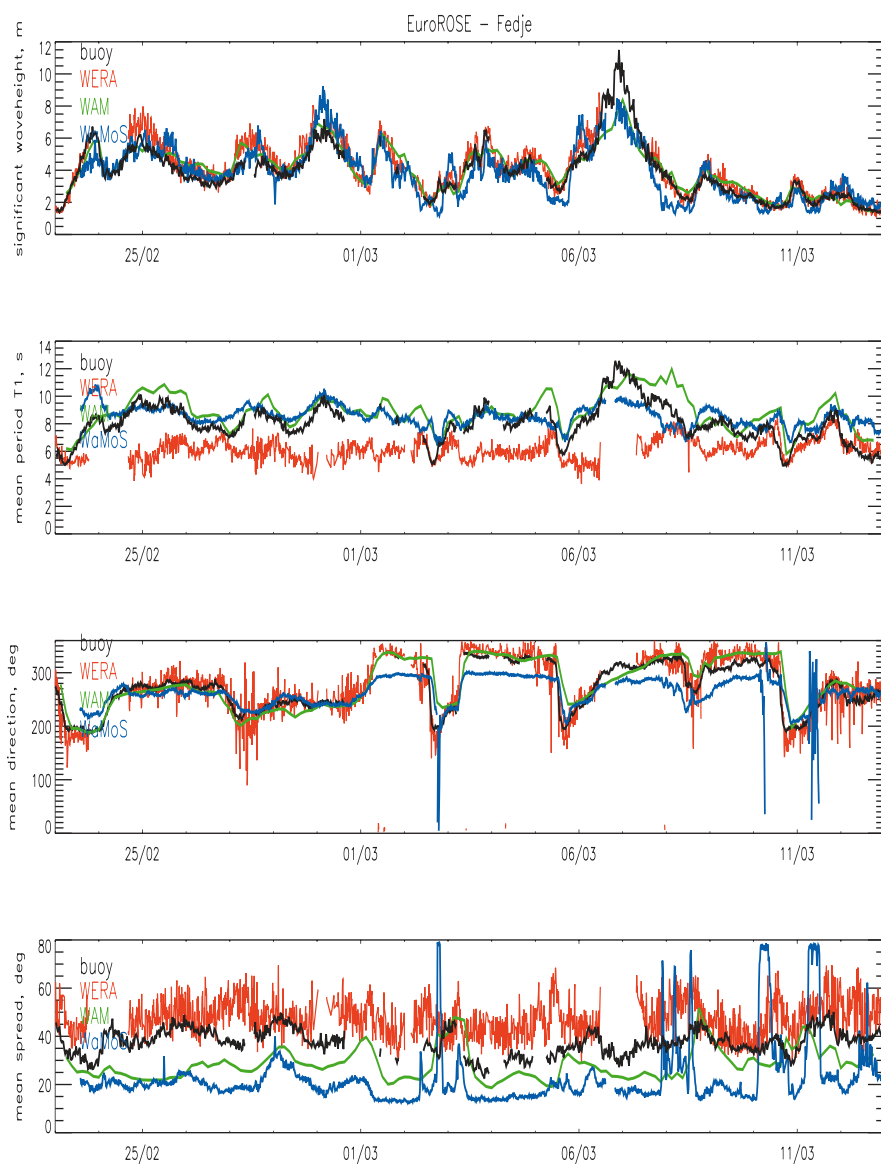 EuroROSE – Fedje
significant waveheight, m
12
10
8
6
4
2
0
buoy
WERA
WAM
WaMoS
25/02
01/03
06/03
11/03
mean period T1, s
14
12
10
8
6
4
2
0
buoy
WERA
WAM
WaMoS
25/02
01/03
06/03
11/03
mean direction, deg
300
200
100
0
buoy
WERA
WAM
WaMoS
25/02
01/03
06/03
11/03
mean spread, deg
80
60
40
20
0
buoy
WERA
WAM
WaMoS
25/02
01/03
06/03
11/03